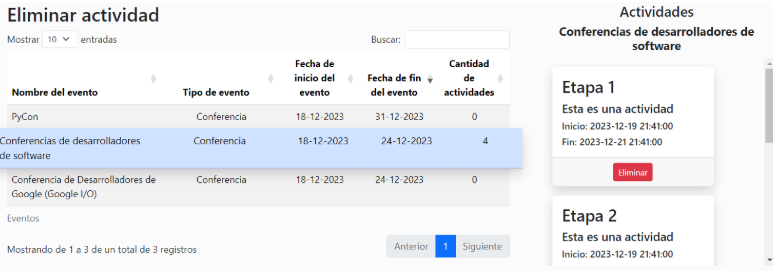 Eliminar actividad
Mostrar 10 entradas
Buscar:
Nombre del evento
Tipo de evento
Fecha de
inicio del
evento
Fecha de fin
del evento
Cantidad
de
actividades
PyCon Conferencia 18-12-2023 31-12-2023 0
Conferencias de desarrolladores
de software
Conferencia 18-12-2023 24-12-2023 4
Conferencia de Desarrolladores de
Google (Google I/O)
Conferencia 18-12-2023 24-12-2023 0
Eventos
Mostrando de 1 a 3 de un total de 3 registros
Anterior 1 Siguiente
Actividades
Conferencias de desarrolladores de
software
Etapa 1
Esta es una actividad
Inicio: 2023-12-19 21:41:00
Fin: 2023-12-21 21:41:00
Eliminar
Etapa 2
Esta es una actividad
Inicio: 2023-12-19 21:41:00